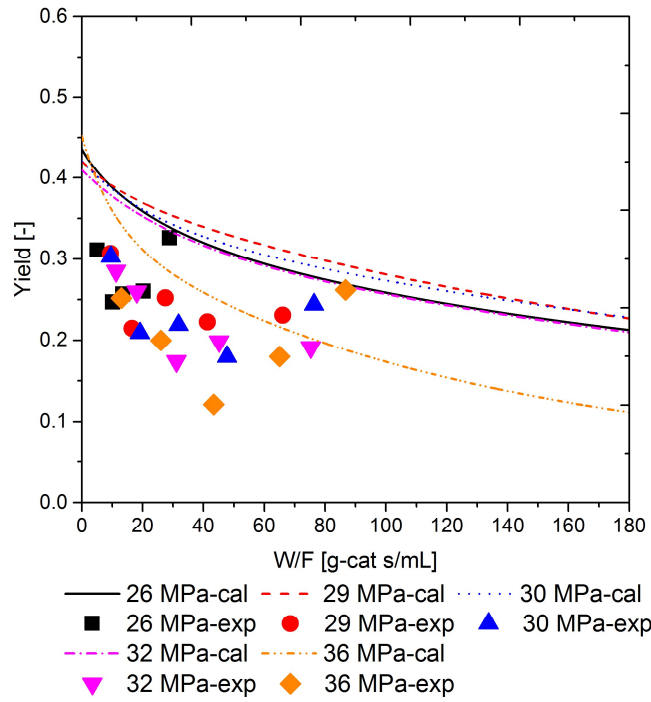 0.6
0.5
0.4
0.3
0.2
0.1
0.0
Yield [-]
0 20 40 60 80 100 120 140 160 180
W/F [g-cat s/mL]
26 MPa-cal 29 MPa-cal 30 MPa-cal
26 MPa-exp 29 MPa-exp 30 MPa-exp
32 MPa-cal 36 MPa-cal
32 MPa-exp 36 MPa-exp